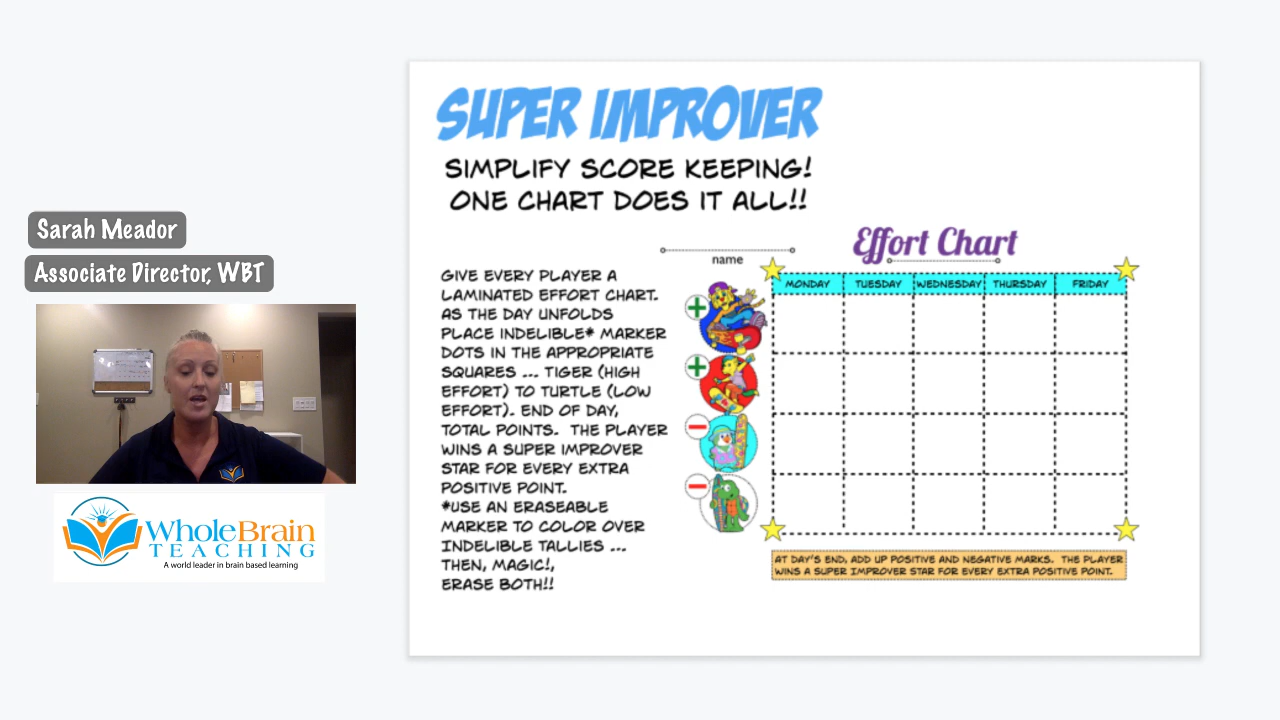 SUPER IMPROVER
SIMPLIFY SCORE KEEPING!
ONE CHART DOES IT ALL!!
Sarah Meador
Associate Director, WBT
WholeBrain
TEACHING
A world leader in brain based learning
GIVE EVERY PLAYER A
LAMINATED EFFORT CHART.
AS THE DAY UNFOLDS
PLACE INDELIBLE* MARKER
DOTS IN THE APPROPRIATE
SQUARES ... TIGER (HIGH
EFFORT) TO TURTLE (LOW
EFFORT). END OF DAY,
TOTAL POINTS. THE PLAYER
WINS A SUPER IMPROVER
STAR FOR EVERY EXTRA
POSITIVE POINT.
*USE AN ERASEABLE
MARKER TO COLOR OVER
INDELIBLE TALLIES ...
THEN, MAGIC!,
ERASE BOTH!!
name
Effort Chart
MONDAY TUESDAY WEDNESDAY THURSDAY FRIDAY
AT DAY'S END, ADD UP POSITIVE AND NEGATIVE MARKS. THE PLAYER
WINS A SUPER IMPROVER STAR FOR EVERY EXTRA POSITIVE POINT.